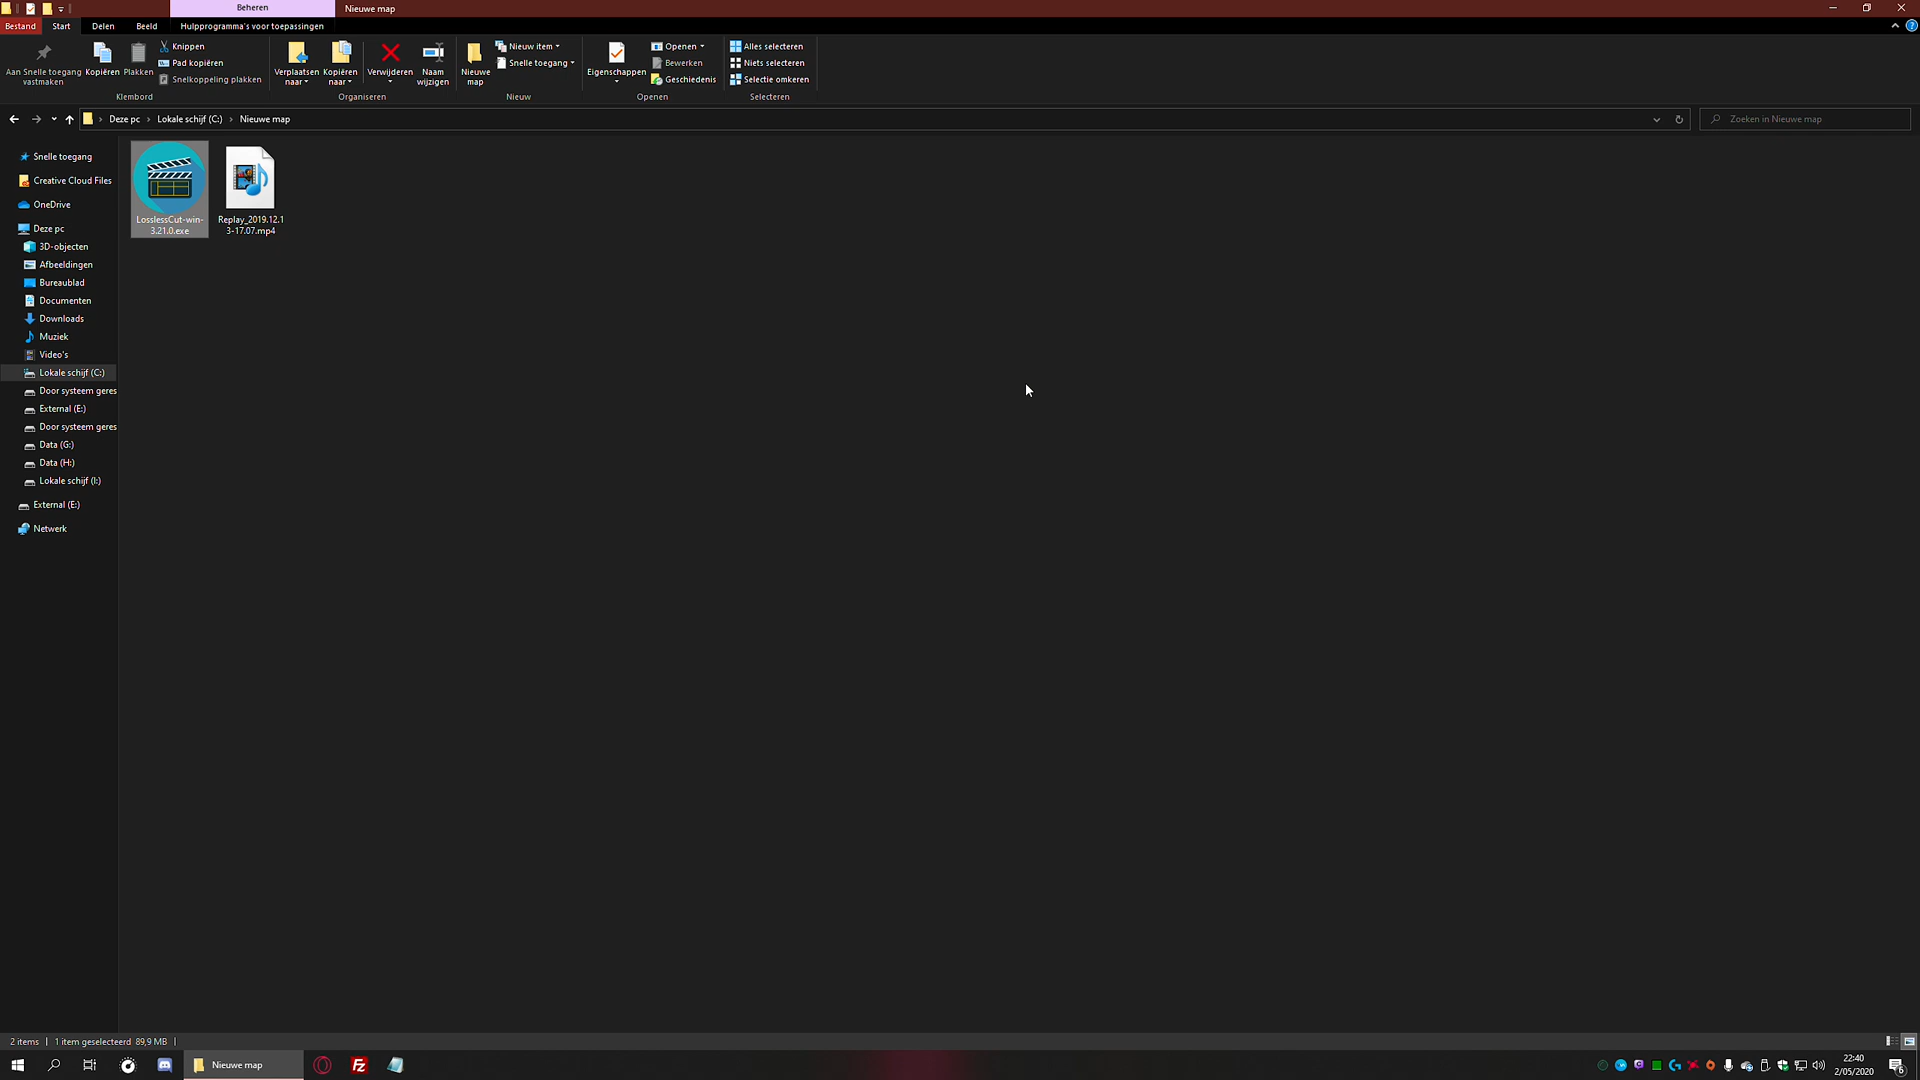 Beheren
Nieuwe map
Bestand
Start
Delen
Beeld
Hulpprogramma's voor toepassingen
Aan Snelle toegang
vastmaken
Kopiëren
Plakken
Knippen
Pad kopiëren
Snelkoppeling plakken
Klembord
Verplaatsen
naar
Kopiëren
naar
Verwijderen
Naam
wijzigen
Organiseren
Nieuwe
map
Nieuw item
Snelle toegang
Nieuw
Eigenschappen
Openen
Bewerken
Geschiedenis
Openen
Alles selecteren
Niets selecteren
Selectie omkeren
Selecteren
Deze pc
Lokale schijf (C:)
Nieuwe map
Zoeken in Nieuwe map
Snelle toegang
Creative Cloud Files
OneDrive
Deze pc
3D-objecten
Afbeeldingen
Bureaublad
Documenten
Downloads
Muziek
Video's
Lokale schijf (C:)
Door systeem geres
External (E:)
Door systeem geres
Data (G:)
Data (H:)
Lokale schijf (I:)
External (E:)
Netwerk
LosslessCut-win-
3.21.0.exe
Replay_2019.12.1
3-17.07.mp4
2 items
1 item geselecteerd 89,9 MB
Nieuwe map
22:40
2/05/2020
6